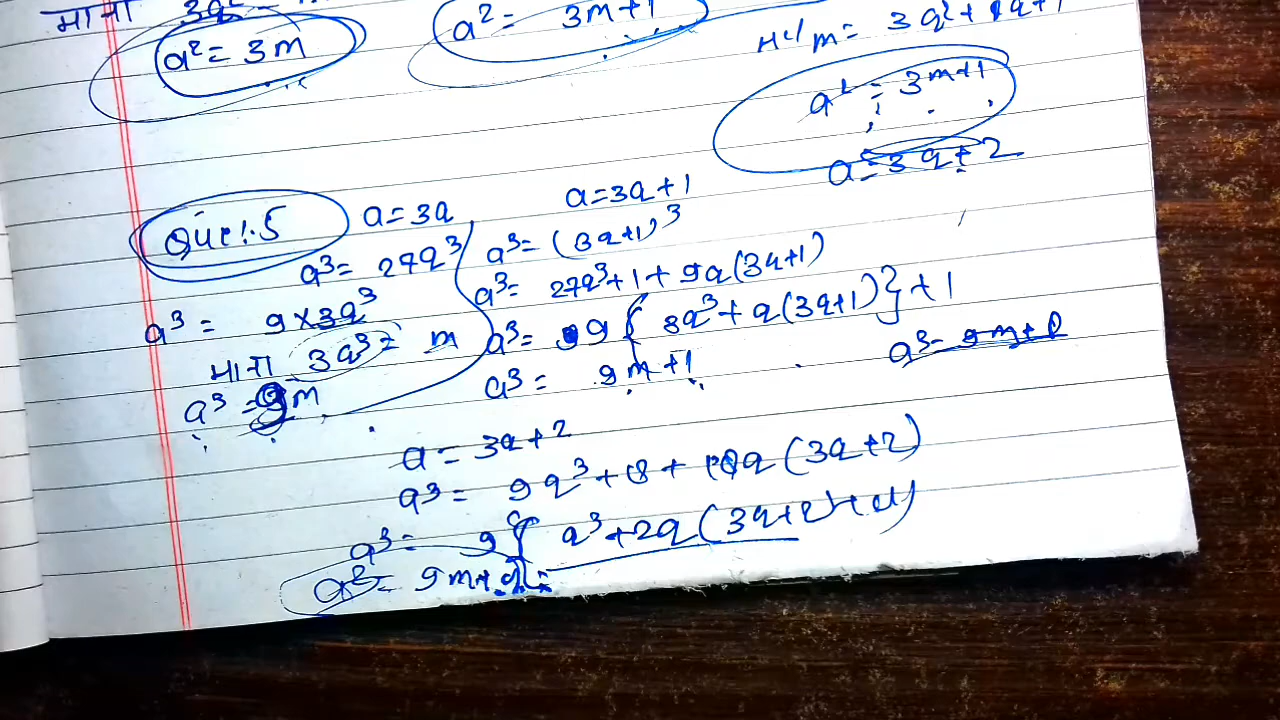 माना 3q²
a² = 3m
a² = 3m+1
m = 3q²+2q+1
a² = 3m+1
a=3q+2
Que!.5
a=3q
a³= 27q³
a³ = 9×3q³
माना 3q³= m
a³ = 9m
a=3q+1
a³= (3q+1)³
a³= 27q³+1+9q(3q+1)
a³= 9{ 3q³+q(3q+1)}+1
a³ = 9m+1
a=3q+2
a³= 9q³+8+18q(3q+2)
a³= 9{ q³+2q(3q+2)
a³= 9m+